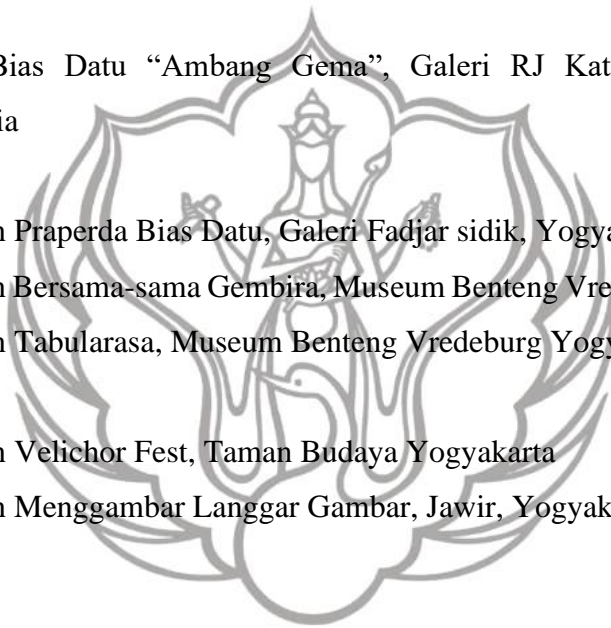 Bias Datu “Ambang Gema”, Galeri RJ Kat
ia
n Praperda Bias Datu, Galeri Fadjar sidik, Yogya
n Bersama-sama Gembira, Museum Benteng Vre
n Tabularasa, Museum Benteng Vredeburg Yogy
n Velichor Fest, Taman Budaya Yogyakarta
n Menggambar Langgar Gambar, Jawir, Yogyak